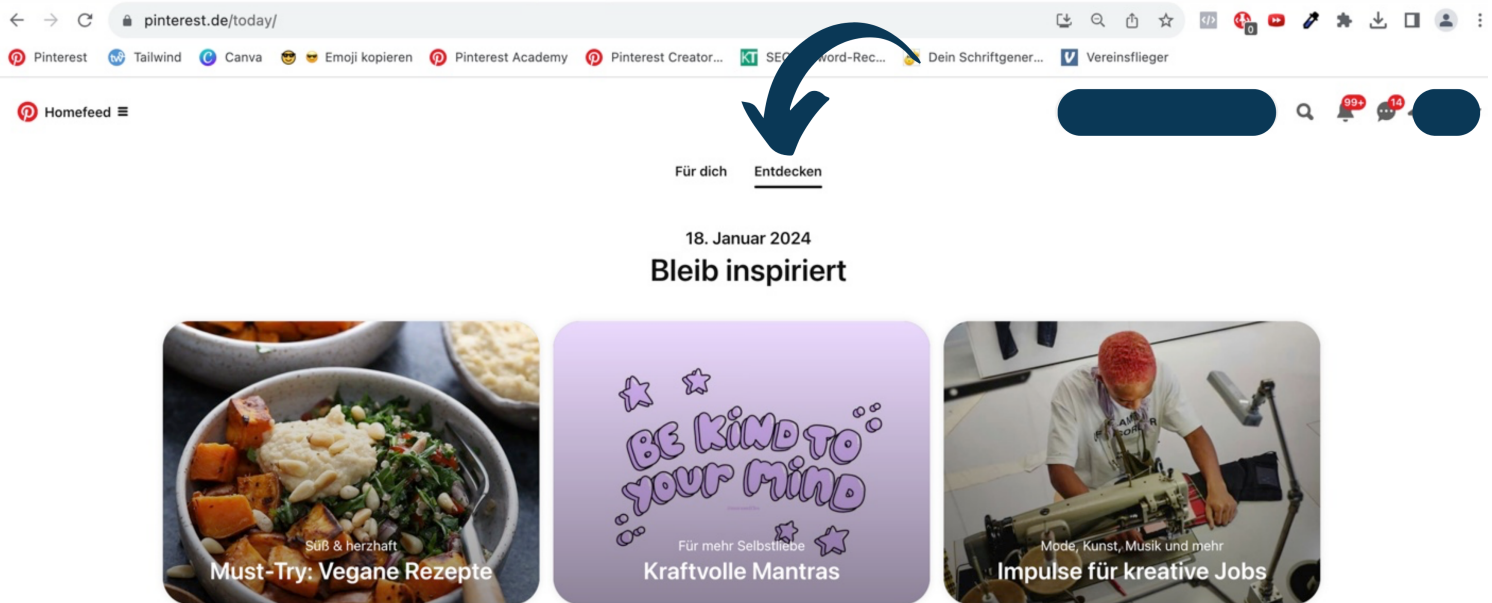 pinterest.de/today/
Pinterest Tailwind Canva Emoji kopieren Pinterest Academy Pinterest Creator... KT Dein Schriftgener... Vereinsflieger
Homefeed
99+ 14
Für dich Entdecken
18. Januar 2024
Bleib inspiriert
BE KIND TO
YOUR MIND
Süß & herzhaft
Must-Try: Vegane Rezepte
Für mehr Selbstliebe
Kraftvolle Mantras
Mode, Kunst, Musik und mehr
Impulse für kreative Jobs